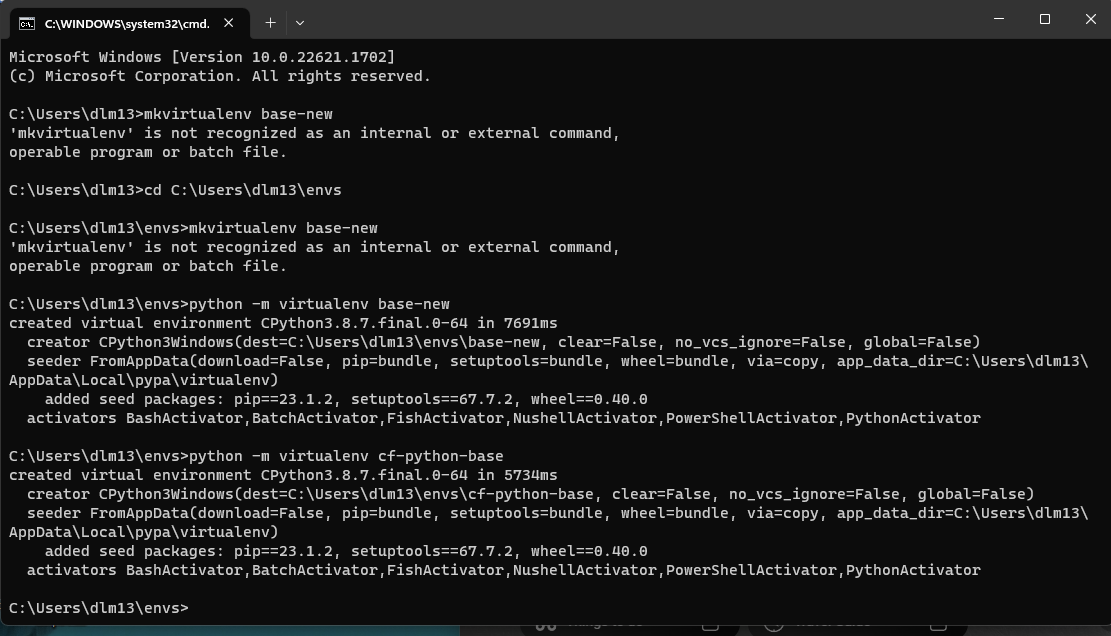 C:\WINDOWS\system32\cmd.
Microsoft Windows [Version 10.0.22621.1702]
(c) Microsoft Corporation. All rights reserved.
C:\Users\dlm13>mkvirtualenv base-new
'mkvirtualenv' is not recognized as an internal or external command,
operable program or batch file.
C:\Users\dlm13>cd C:\Users\dlm13\envs
C:\Users\dlm13\envs>mkvirtualenv base-new
'mkvirtualenv' is not recognized as an internal or external command,
operable program or batch file.
C:\Users\dlm13\envs>python -m virtualenv base-new
created virtual environment CPython3.8.7.final.0-64 in 7691ms
  creator CPython3Windows(dest=C:\Users\dlm13\envs\base-new, clear=False, no_vcs_ignore=False, global=False)
  seeder FromAppData(download=False, pip=bundle, setuptools=bundle, wheel=bundle, via=copy, app_data_dir=C:\Users\dlm13\
AppData\Local\pypa\virtualenv)
    added seed packages: pip==23.1.2, setuptools==67.7.2, wheel==0.40.0
  activators BashActivator,BatchActivator,FishActivator,NushellActivator,PowerShellActivator,PythonActivator
C:\Users\dlm13\envs>python -m virtualenv cf-python-base
created virtual environment CPython3.8.7.final.0-64 in 5734ms
  creator CPython3Windows(dest=C:\Users\dlm13\envs\cf-python-base, clear=False, no_vcs_ignore=False, global=False)
  seeder FromAppData(download=False, pip=bundle, setuptools=bundle, wheel=bundle, via=copy, app_data_dir=C:\Users\dlm13\
AppData\Local\pypa\virtualenv)
    added seed packages: pip==23.1.2, setuptools==67.7.2, wheel==0.40.0
  activators BashActivator,BatchActivator,FishActivator,NushellActivator,PowerShellActivator,PythonActivator
C:\Users\dlm13\envs>